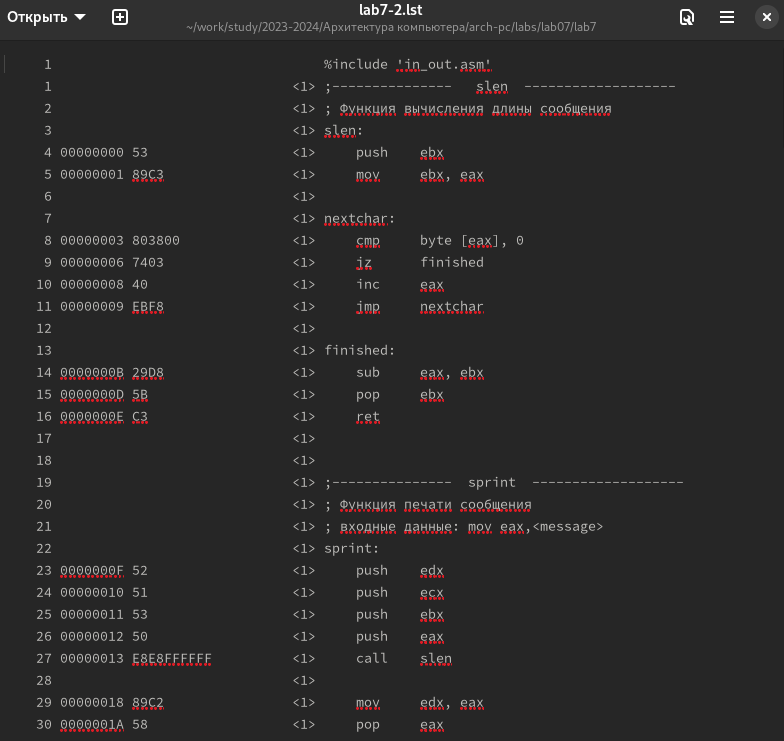 Открыть
lab7-2.lst
~/work/study/2023-2024/Архитектура компьютера/arch-pc/labs/lab07/lab7
1 %include 'in_out.asm'
1 <1> ;--------------- slen -------------------
2 <1> ; Функция вычисления длины сообщения
3 <1> slen:
4 00000000 53 <1> push ebx
5 00000001 89C3 <1> mov ebx, eax
6 <1>
7 <1> nextchar:
8 00000003 803800 <1> cmp byte [eax], 0
9 00000006 7403 <1> jz finished
10 00000008 40 <1> inc eax
11 00000009 EBF8 <1> jmp nextchar
12 <1>
13 <1> finished:
14 0000000B 29D8 <1> sub eax, ebx
15 0000000D 5B <1> pop ebx
16 0000000E C3 <1> ret
17 <1>
18 <1>
19 <1> ;--------------- sprint -------------------
20 <1> ; Функция печати сообщения
21 <1> ; входные данные: mov eax,<message>
22 <1> sprint:
23 0000000F 52 <1> push edx
24 00000010 51 <1> push ecx
25 00000011 53 <1> push ebx
26 00000012 50 <1> push eax
27 00000013 E8E8FFFFFF <1> call slen
28 <1>
29 00000018 89C2 <1> mov edx, eax
30 0000001A 58 <1> pop eax